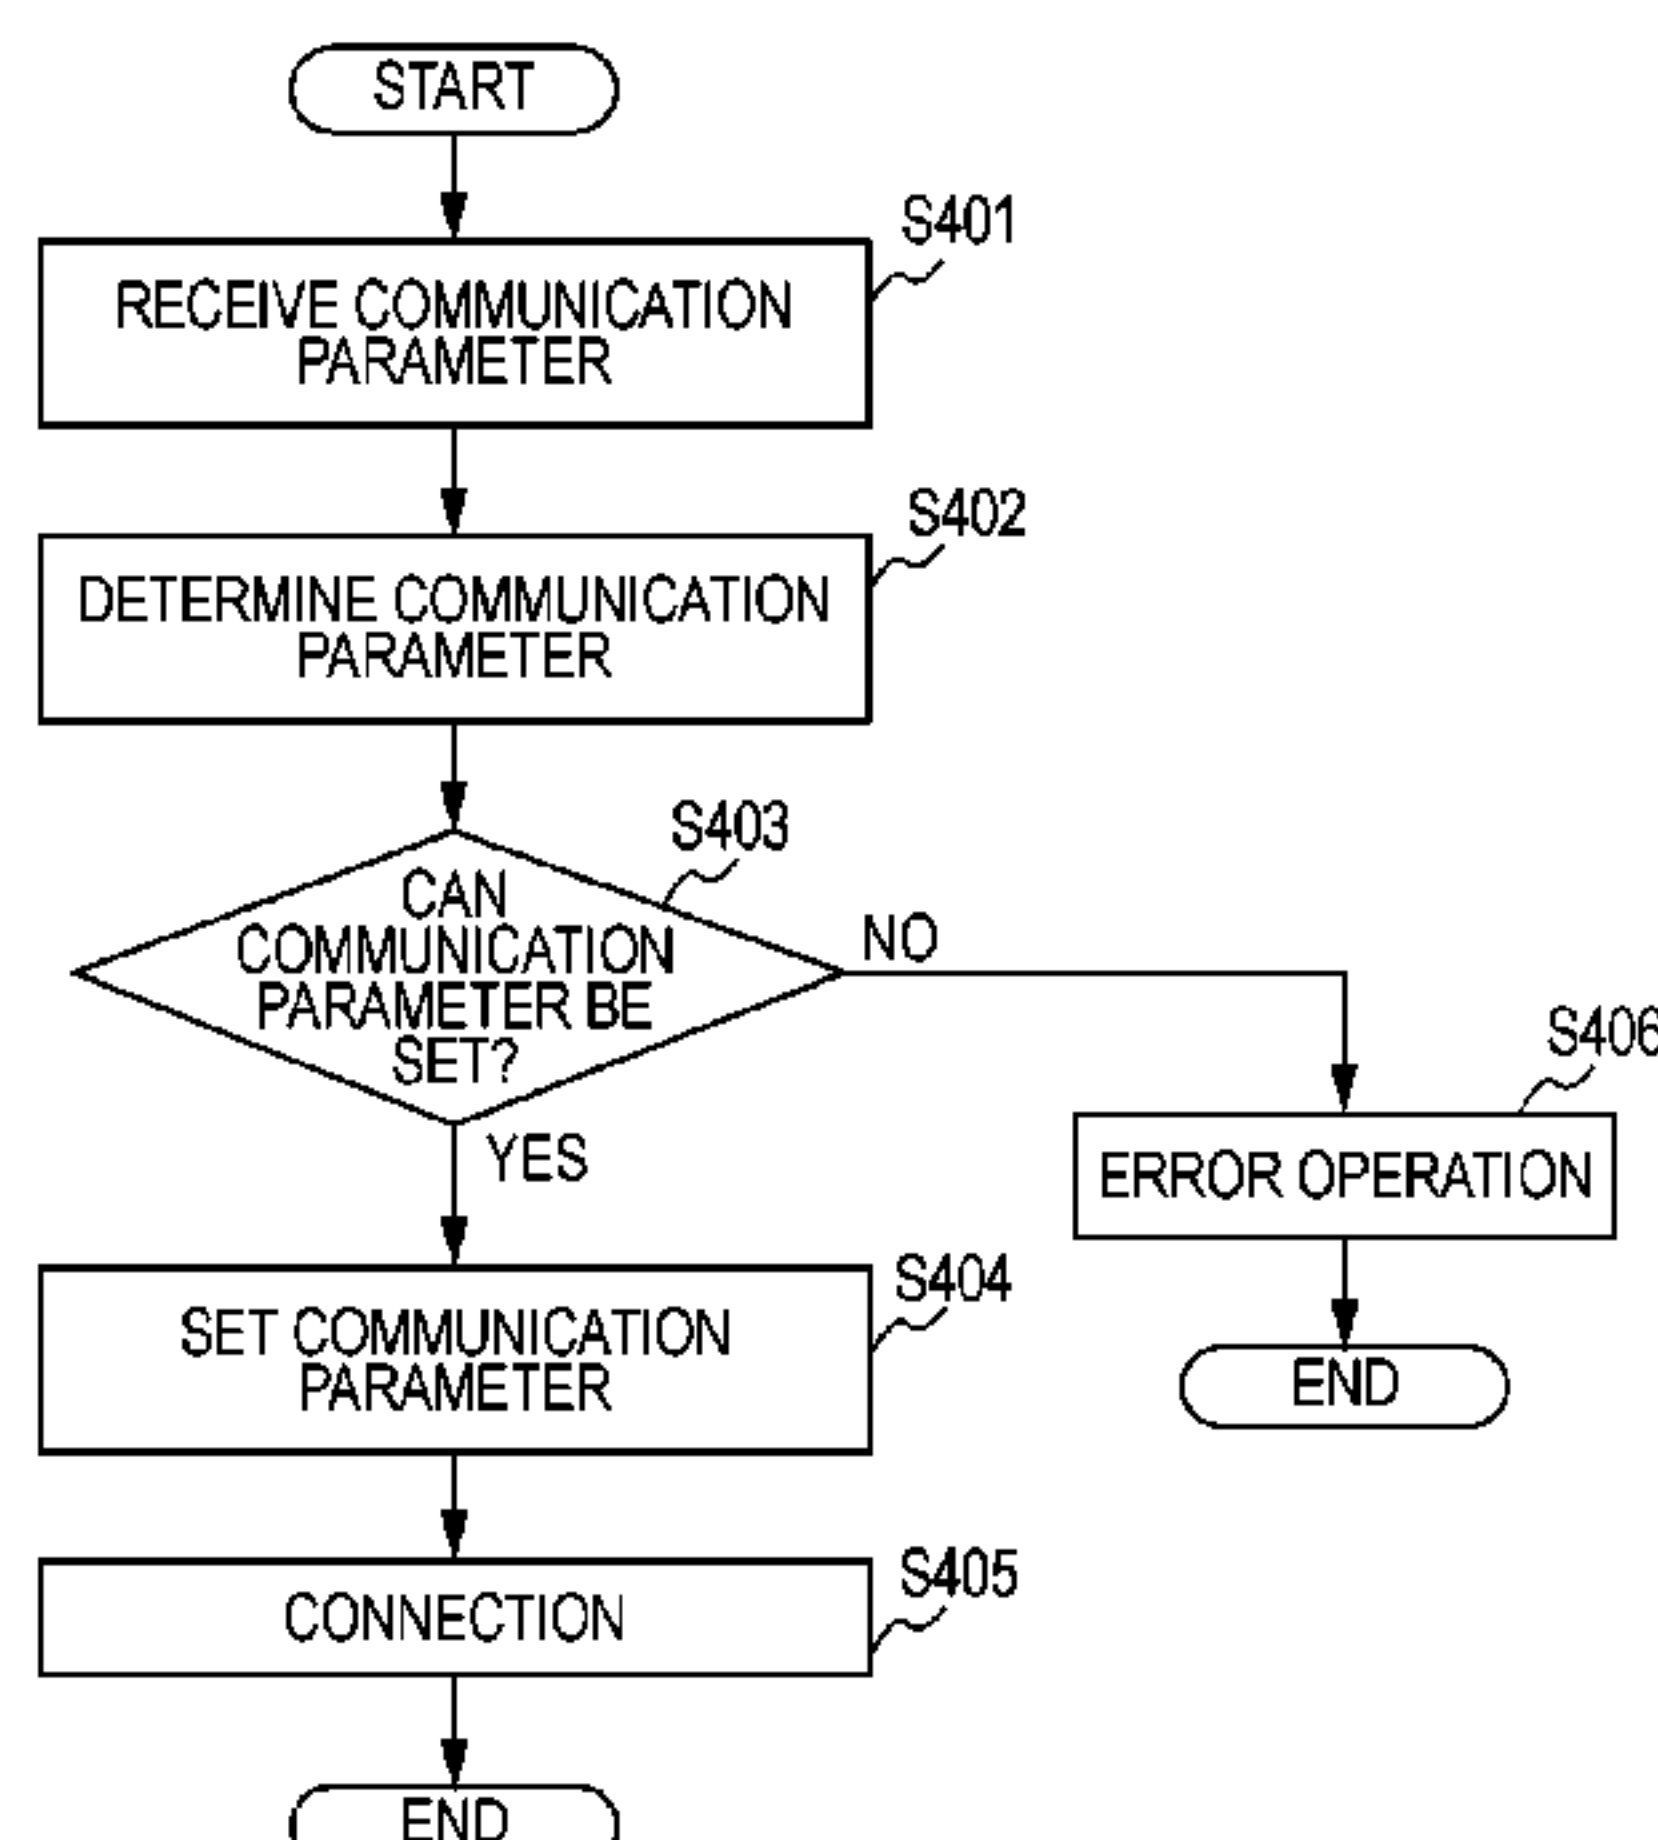 START
S401
RECEIVE COMMUNICATION
PARAMETER
S402
DETERMINE COMMUNICATION
PARAMETER
S403
CAN
COMMUNICATION
PARAMETER BE
SET?
NO
YES
S406
ERROR OPERATION
END
S404
SET COMMUNICATION
PARAMETER
S405
CONNECTION
END